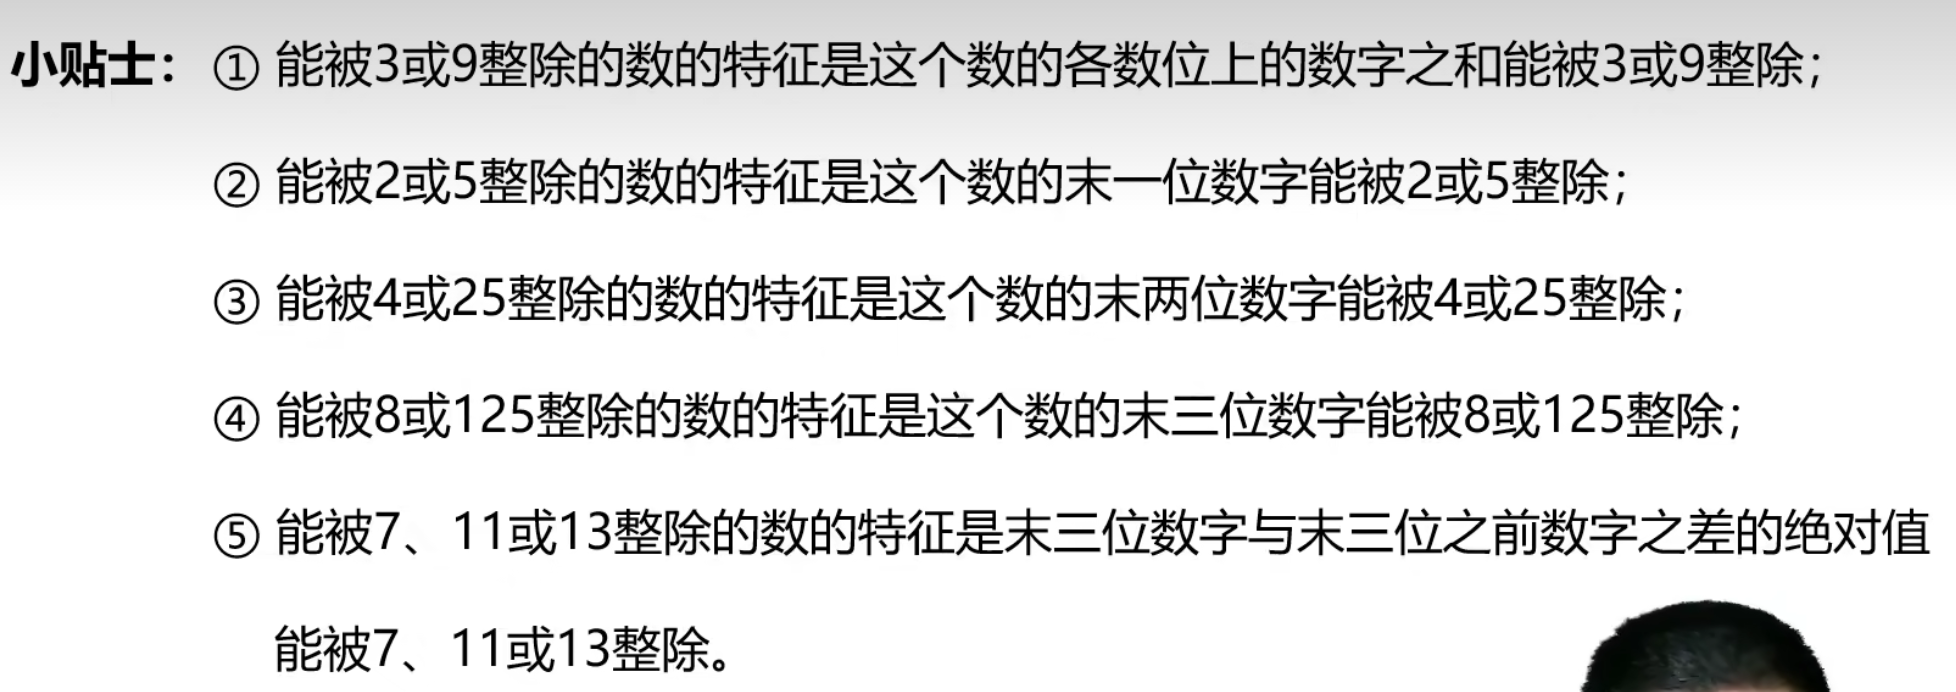 小贴士：① 能被3或9整除的数的特征是这个数的各数位上的数字之和能被3或9整除；
② 能被2或5整除的数的特征是这个数的末一位数字能被2或5整除；
③ 能被4或25整除的数的特征是这个数的末两位数字能被4或25整除；
④ 能被8或125整除的数的特征是这个数的末三位数字能被8或125整除；
⑤ 能被7、11或13整除的数的特征是末三位数字与末三位之前数字之差的绝对值
能被7、11或13整除。